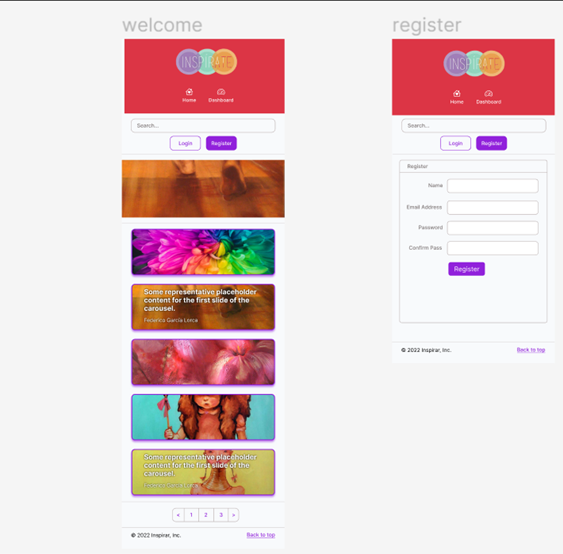 welcome
INSPIRATE
Home Dashboard
Search...
Login Register
Some representative placeholder
content for the first slide of the
carousel.
Federico García Lorca
Some representative placeholder
content for the first slide of the
carousel.
< 1 2 3 >
© 2022 Inspirar, Inc. Back to top
register
INSPIRATE
Home Dashboard
Search...
Login Register
Register
Name
Email Address
Password
Confirm Pass
Register
© 2022 Inspirar, Inc. Back to top